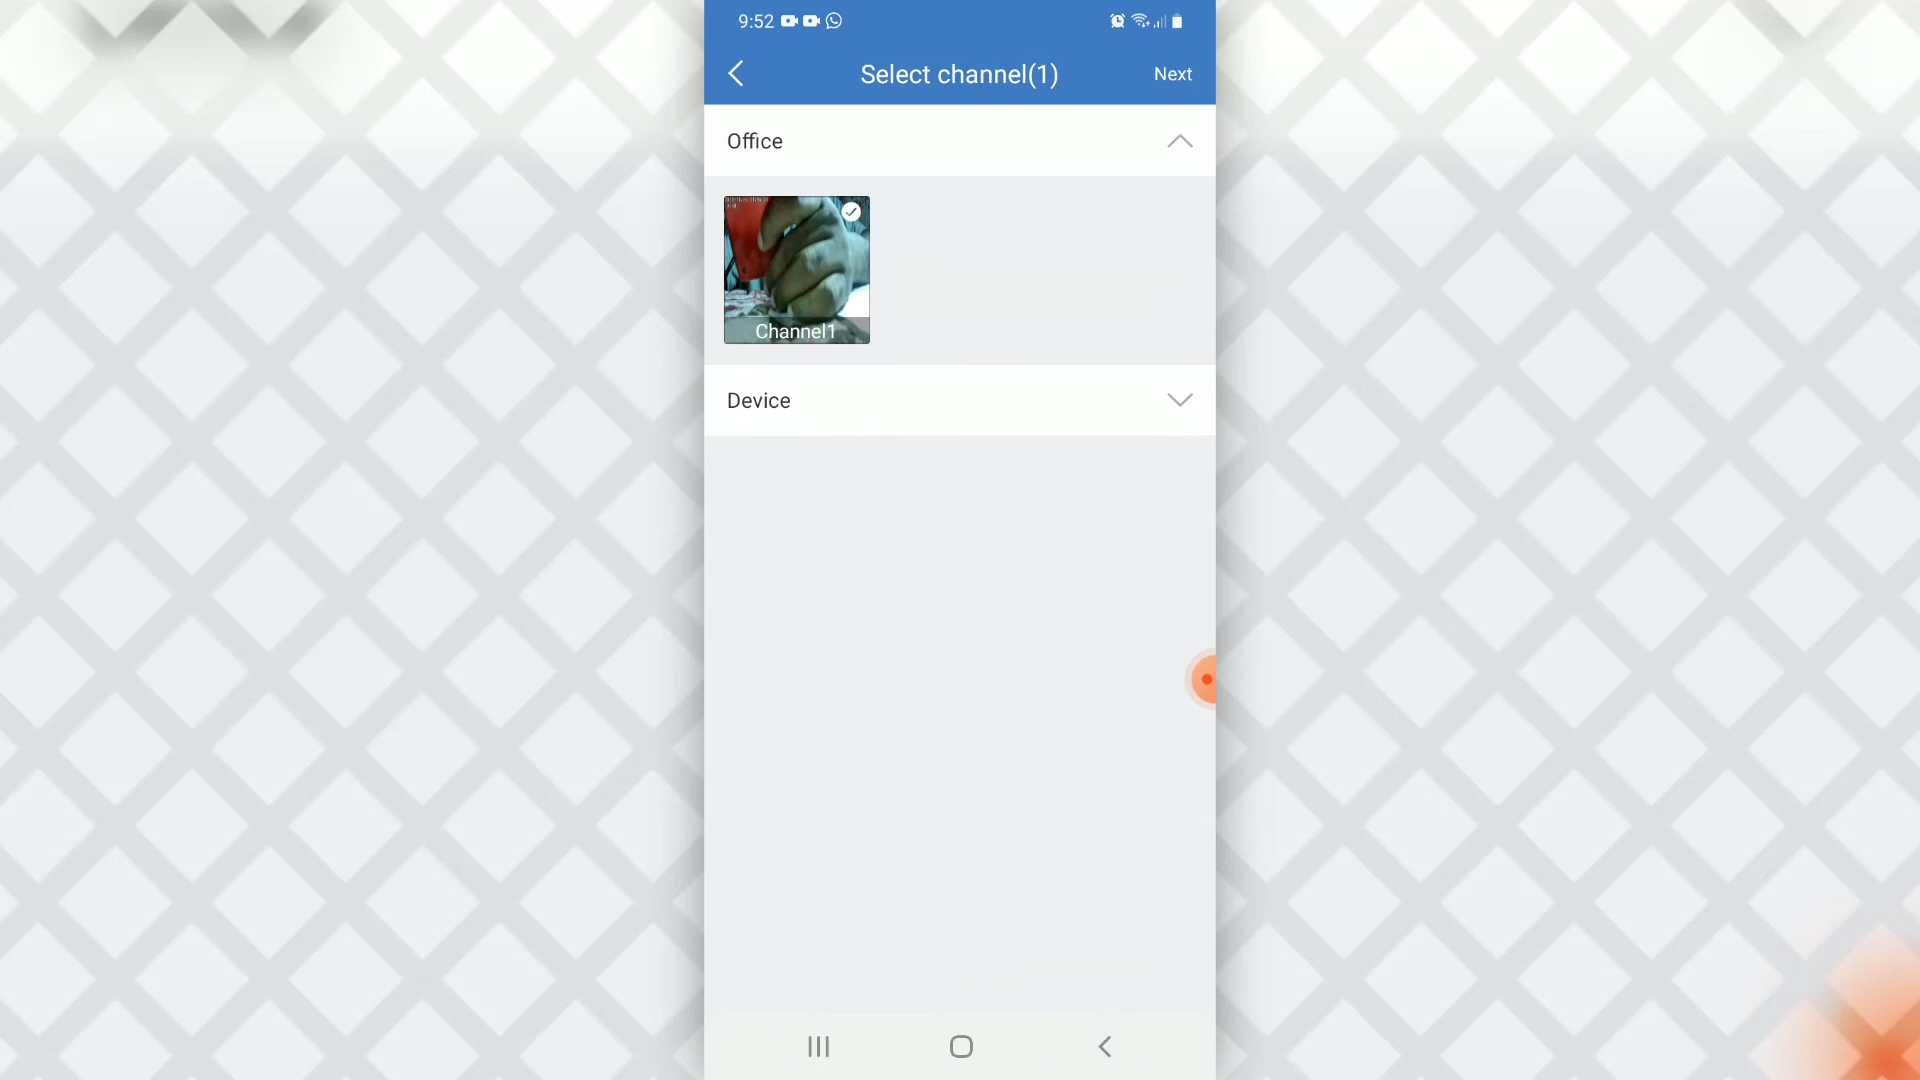 9:52
Select channel(1)
Next
Office
Channel1
Device